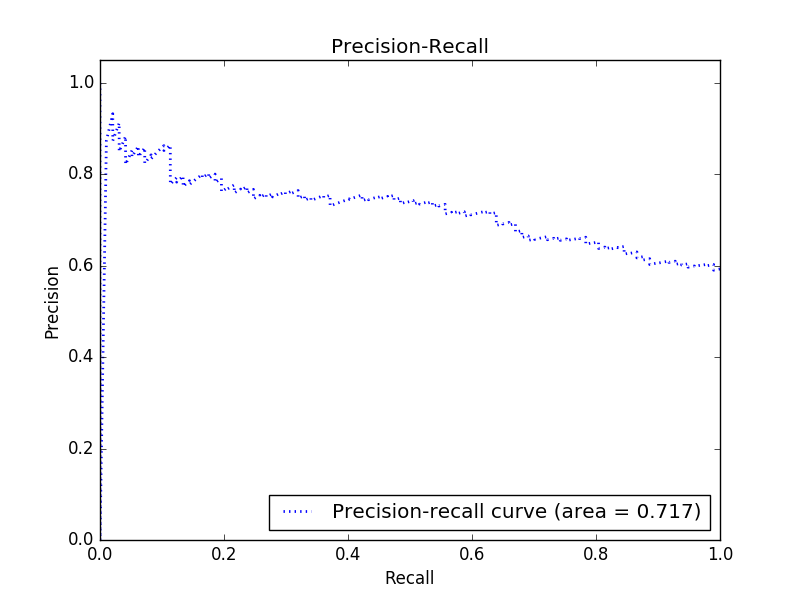 Precision-Recall
1.0
0.8
0.6
0.4
0.2
0.0
Precision
Precision-recall curve (area = 0.717)
0.0 0.2 0.4 0.6 0.8 1.0
Recall